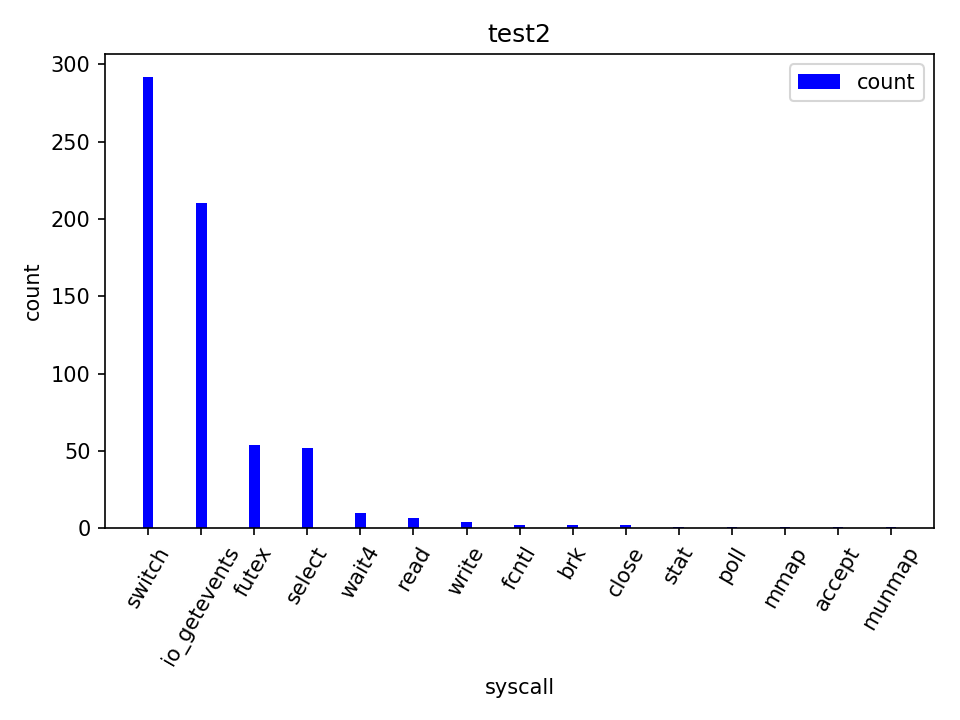 test2
count
300
250
200
150
100
50
0
count
switch
io_getevents
futex
select
wait4
read
write
fcntl
brk
close
stat
poll
mmap
accept
munmap
syscall